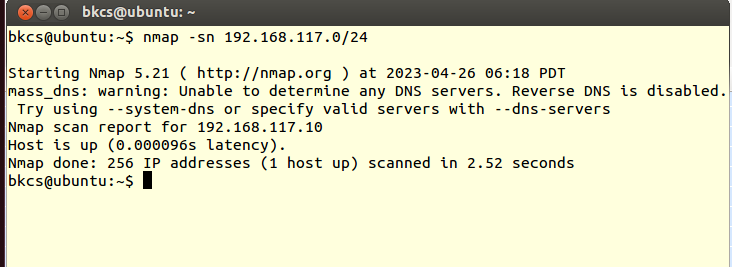 bkcs@ubuntu: ~
bkcs@ubuntu:~$ nmap -sn 192.168.117.0/24
Starting Nmap 5.21 ( http://nmap.org ) at 2023-04-26 06:18 PDT
mass_dns: warning: Unable to determine any DNS servers. Reverse DNS is disabled.
 Try using --system-dns or specify valid servers with --dns-servers
Nmap scan report for 192.168.117.10
Host is up (0.000096s latency).
Nmap done: 256 IP addresses (1 host up) scanned in 2.52 seconds
bkcs@ubuntu:~$